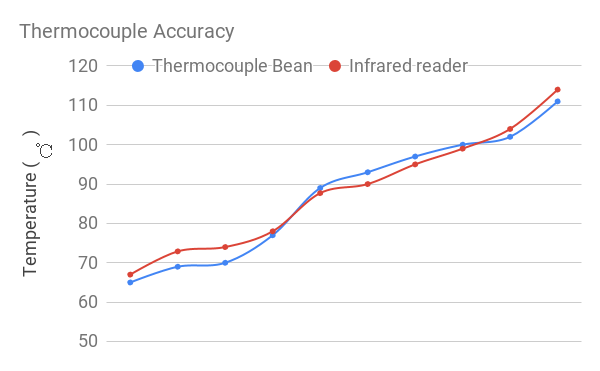 Thermocouple Accuracy
Thermocouple Bean
Infrared reader
120
110
100
90
80
70
60
50
Temperature (℃)